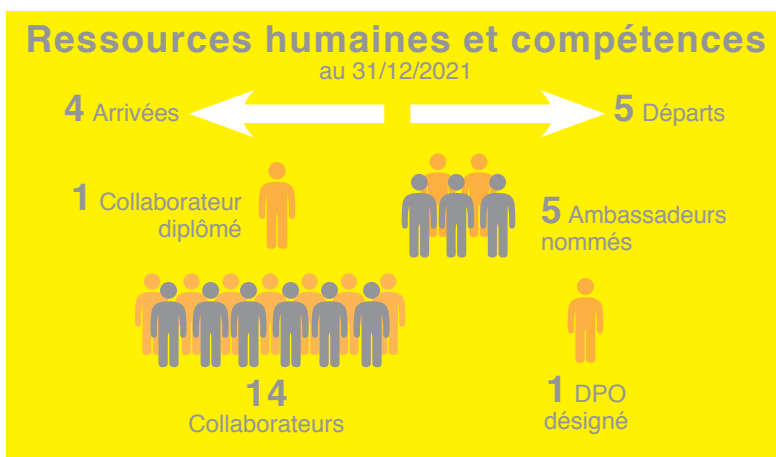 Ressources humaines et compétences
au 31/12/2021
4 Arrivées
5 Départs
1 Collaborateur
diplômé
5 Ambassadeurs
nommés
14
Collaborateurs
1 DPO
désigné